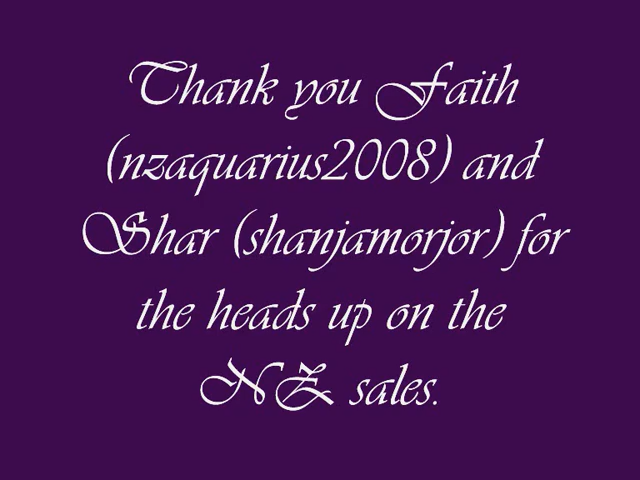 Thank you Faith
(nzaquarius2008) and
Shar (shanjamorjor) for
the heads up on the
NZ sales.